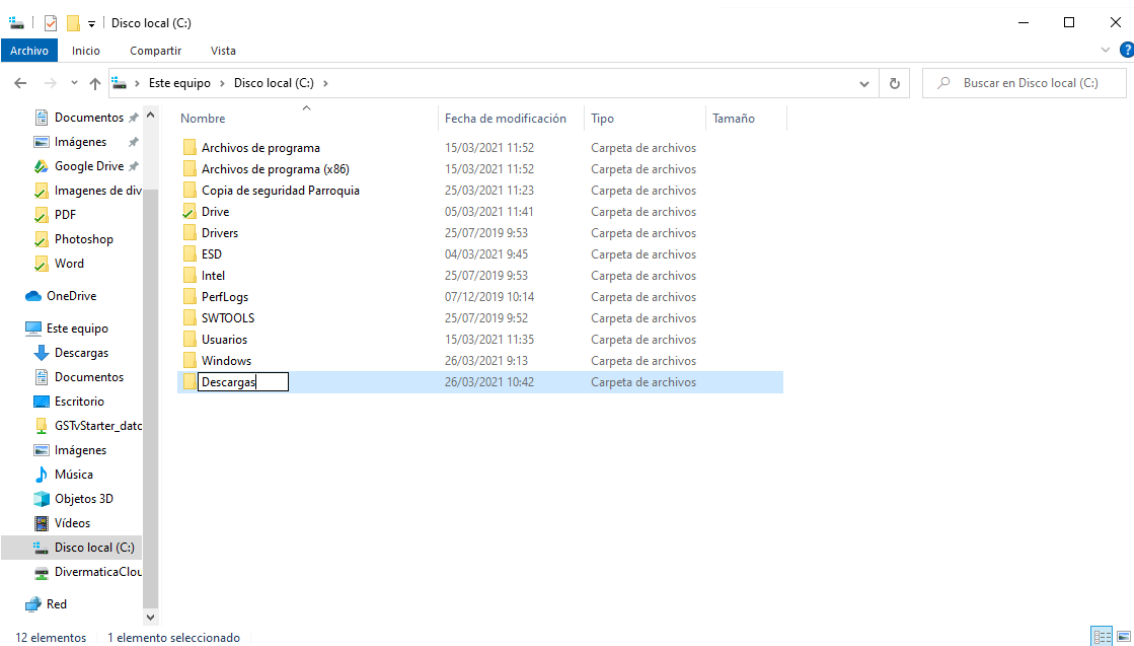 Disco local (C:)
Archivo Inicio Compartir Vista
Este equipo > Disco local (C:) > Buscar en Disco local (C:)
Documentos
Imágenes
Google Drive
Imagenes de div
PDF
Photoshop
Word
OneDrive
Este equipo
Descargas
Documentos
Escritorio
GSTvStarter_datc
Imágenes
Música
Objetos 3D
Vídeos
Disco local (C:)
DivermaticaClou
Red
Nombre Fecha de modificación Tipo Tamaño
Archivos de programa 15/03/2021 11:52 Carpeta de archivos
Archivos de programa (x86) 15/03/2021 11:52 Carpeta de archivos
Copia de seguridad Parroquia 25/03/2021 11:23 Carpeta de archivos
Drive 05/03/2021 11:41 Carpeta de archivos
Drivers 25/07/2019 9:53 Carpeta de archivos
ESD 04/03/2021 9:45 Carpeta de archivos
Intel 25/07/2019 9:53 Carpeta de archivos
PerfLogs 07/12/2019 10:14 Carpeta de archivos
SWTOOLS 25/07/2019 9:52 Carpeta de archivos
Usuarios 15/03/2021 11:35 Carpeta de archivos
Windows 26/03/2021 9:13 Carpeta de archivos
Descargas 26/03/2021 10:42 Carpeta de archivos
12 elementos 1 elemento seleccionado